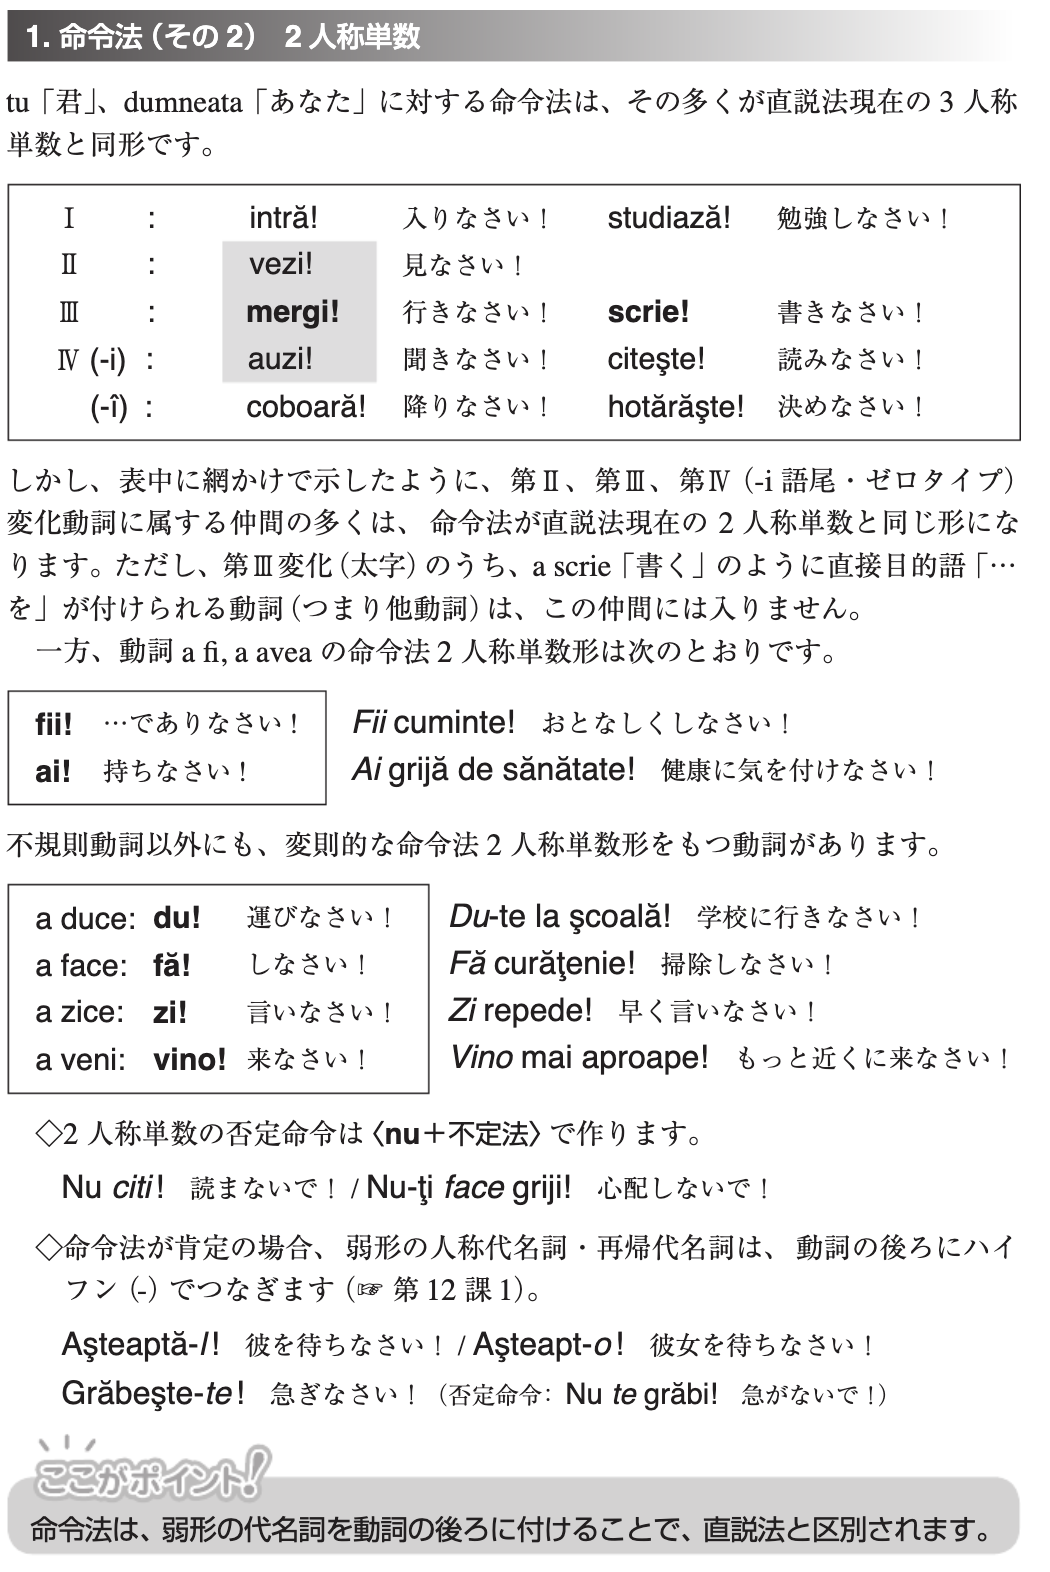 1. 命令法（その2） 2人称単数
tu「君」、dumneata「あなた」に対する命令法は、その多くが直説法現在の3人称
単数と同形です。
Ⅰ : intră! 入りなさい！ studiază! 勉強しなさい！
Ⅱ : vezi! 見なさい！
Ⅲ : mergi! 行きなさい！ scrie! 書きなさい！
Ⅳ (-i) : auzi! 聞きなさい！ citeşte! 読みなさい！
(-î) : coboară! 降りなさい！ hotărăşte! 決めなさい！
しかし、表中に網かけで示したように、第Ⅱ、第Ⅲ、第Ⅳ（-i 語尾・ゼロタイプ）
変化動詞に属する仲間の多くは、命令法が直説法現在の2人称単数と同じ形にな
ります。ただし、第Ⅲ変化（太字）のうち、a scrie「書く」のように直接目的語「…
を」が付けられる動詞（つまり他動詞）は、この仲間には入りません。
一方、動詞 a fi, a avea の命令法2人称単数形は次のとおりです。
fii! …でありなさい！ Fii cuminte! おとなしくしなさい！
ai! 持ちなさい！ Ai grijă de sănătate! 健康に気を付けなさい！
不規則動詞以外にも、変則的な命令法2人称単数形をもつ動詞があります。
a duce: du! 運びなさい！ Du-te la şcoală! 学校に行きなさい！
a face: fă! しなさい！ Fă curăţenie! 掃除しなさい！
a zice: zi! 言いなさい！ Zi repede! 早く言いなさい！
a veni: vino! 来なさい！ Vino mai aproape! もっと近くに来なさい！
◇2人称単数の否定命令は〈nu＋不定法〉で作ります。
Nu citi! 読まないで！ / Nu-ţi face griji! 心配しないで！
◇命令法が肯定の場合、弱形の人称代名詞・再帰代名詞は、動詞の後ろにハイ
フン（-）でつなぎます（☞ 第12課1）。
Aşteaptă-l! 彼を待ちなさい！ / Aşteapt-o! 彼女を待ちなさい！
Grăbeşte-te! 急ぎなさい！（否定命令：Nu te grăbi! 急がないで！）
ここがポイント!
命令法は、弱形の代名詞を動詞の後ろに付けることで、直説法と区別されます。